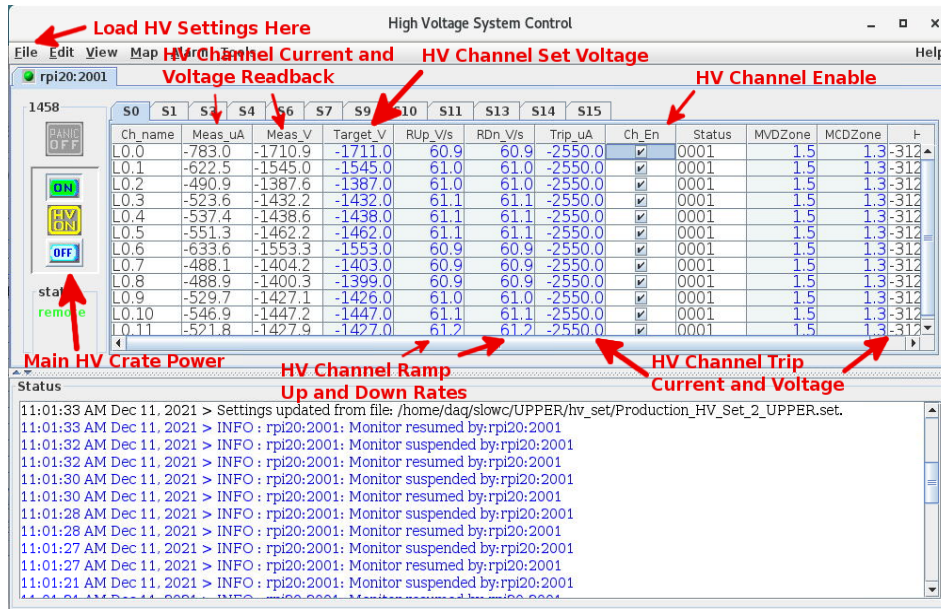 High Voltage System Control
Load HV Settings Here
File Edit View Map Alarm Tools Help
HV Channel Current and Voltage Readback
HV Channel Set Voltage
HV Channel Enable
rpi20:2001
1458
PANIC OFF
ON
HV ON
OFF
status
remote
Main HV Crate Power
S0 S1 S3 S4 S6 S7 S9 S10 S11 S13 S14 S15
Ch_name Meas_uA Meas_V Target_V RUp_V/s RDn_V/s Trip_uA Ch_En Status MVDZone MCDZone H
L0.0 -783.0 -1710.9 -1711.0 60.9 60.9 -2550.0 0001 1.5 1.3 -312
L0.1 -622.5 -1545.0 -1545.0 61.0 61.0 -2550.0 0001 1.5 1.3 -312
L0.2 -490.9 -1387.6 -1387.0 61.0 61.0 -2550.0 0001 1.5 1.3 -312
L0.3 -523.6 -1432.2 -1432.0 61.1 61.1 -2550.0 0001 1.5 1.3 -312
L0.4 -537.4 -1438.6 -1438.0 61.1 61.1 -2550.0 0001 1.5 1.3 -312
L0.5 -551.3 -1462.2 -1462.0 61.1 61.1 -2550.0 0001 1.5 1.3 -312
L0.6 -633.6 -1553.3 -1553.0 60.9 60.9 -2550.0 0001 1.5 1.3 -312
L0.7 -488.1 -1404.2 -1403.0 60.9 60.9 -2550.0 0001 1.5 1.3 -312
L0.8 -488.9 -1400.3 -1399.0 60.9 60.9 -2550.0 0001 1.5 1.3 -312
L0.9 -529.7 -1427.1 -1426.0 61.0 61.0 -2550.0 0001 1.5 1.3 -312
L0.10 -546.9 -1447.2 -1447.0 61.1 61.1 -2550.0 0001 1.5 1.3 -312
L0.11 -521.8 -1427.9 -1427.0 61.2 61.2 -2550.0 0001 1.5 1.3 -312
HV Channel Ramp
Up and Down Rates
HV Channel Trip
Current and Voltage
Status
11:01:33 AM Dec 11, 2021 > Settings updated from file: /home/daq/slowc/UPPER/hv_set/Production_HV_Set_2_UPPER.set.
11:01:33 AM Dec 11, 2021 > INFO : rpi20:2001: Monitor resumed by:rpi20:2001
11:01:32 AM Dec 11, 2021 > INFO : rpi20:2001: Monitor suspended by:rpi20:2001
11:01:32 AM Dec 11, 2021 > INFO : rpi20:2001: Monitor resumed by:rpi20:2001
11:01:30 AM Dec 11, 2021 > INFO : rpi20:2001: Monitor suspended by:rpi20:2001
11:01:30 AM Dec 11, 2021 > INFO : rpi20:2001: Monitor resumed by:rpi20:2001
11:01:28 AM Dec 11, 2021 > INFO : rpi20:2001: Monitor suspended by:rpi20:2001
11:01:28 AM Dec 11, 2021 > INFO : rpi20:2001: Monitor resumed by:rpi20:2001
11:01:27 AM Dec 11, 2021 > INFO : rpi20:2001: Monitor suspended by:rpi20:2001
11:01:27 AM Dec 11, 2021 > INFO : rpi20:2001: Monitor resumed by:rpi20:2001
11:01:21 AM Dec 11, 2021 > INFO : rpi20:2001: Monitor suspended by:rpi20:2001